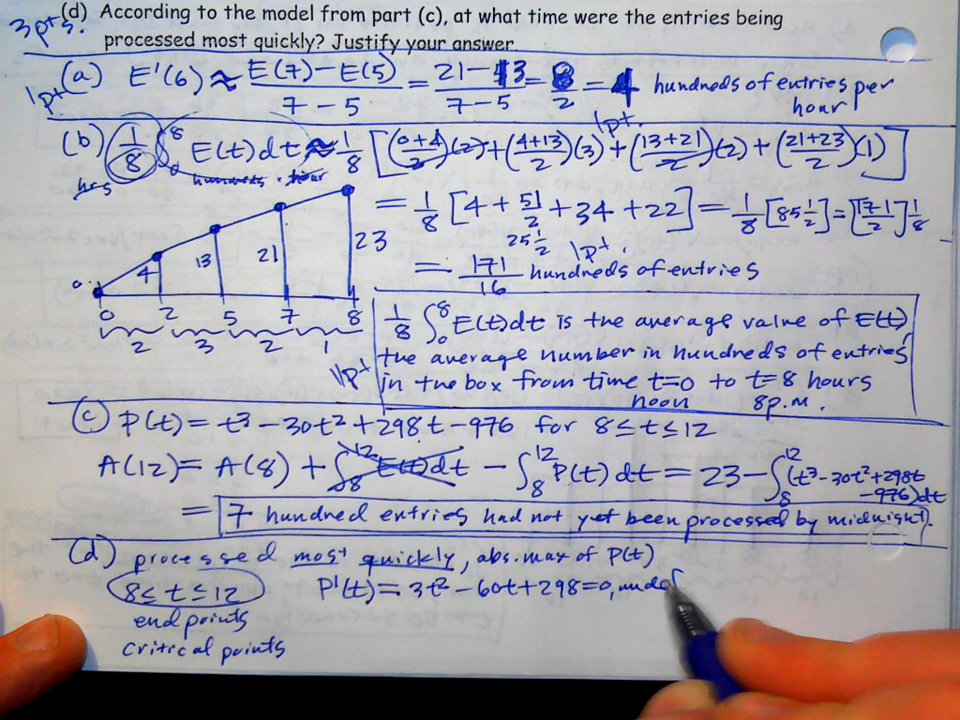 (d) According to the model from part (c), at what time were the entries being
3pts.
processed most quickly? Justify your answer.
1pt.
(a) E'(6) ≈ E(7)-E(5) / 7-5 = 21-13 / 7-5 = 8/2 = 4 hundreds of entries per hour
(b) 1/8 ∫₀⁸ E(t)dt ≈ 1/8 [(0+4/2)(2)+(4+13/2)(3)+(13+21/2)(2)+(21+23/2)(1)]
1pt.
hrs hundreds · hour
= 1/8 [4 + 51/2 + 34 + 22] = 1/8 [85 1/2] = [171/2] 1/8
25 1/2
1pt.
= 171/16 hundreds of entries
0 4 13 21 23
0 2 5 7 8
2 3 2 1
1pt
1/8 ∫₀⁸ E(t)dt is the average value of E(t)
the average number in hundreds of entries
in the box from time t=0 to t=8 hours
noon 8p.m.
(c) P(t) = t³ - 30t² + 298t - 976 for 8≤t≤12
A(12) = A(8) + ∫₈¹² E(t)dt - ∫₈¹² P(t)dt = 23 - ∫₈¹² (t³-30t²+298t
-976)dt
= 7 hundred entries had not yet been processed by midnight.
(d) processed most quickly, abs. max of P(t)
8≤t≤12 P'(t) = 3t² - 60t + 298 = 0, undef
endpoints
critical points